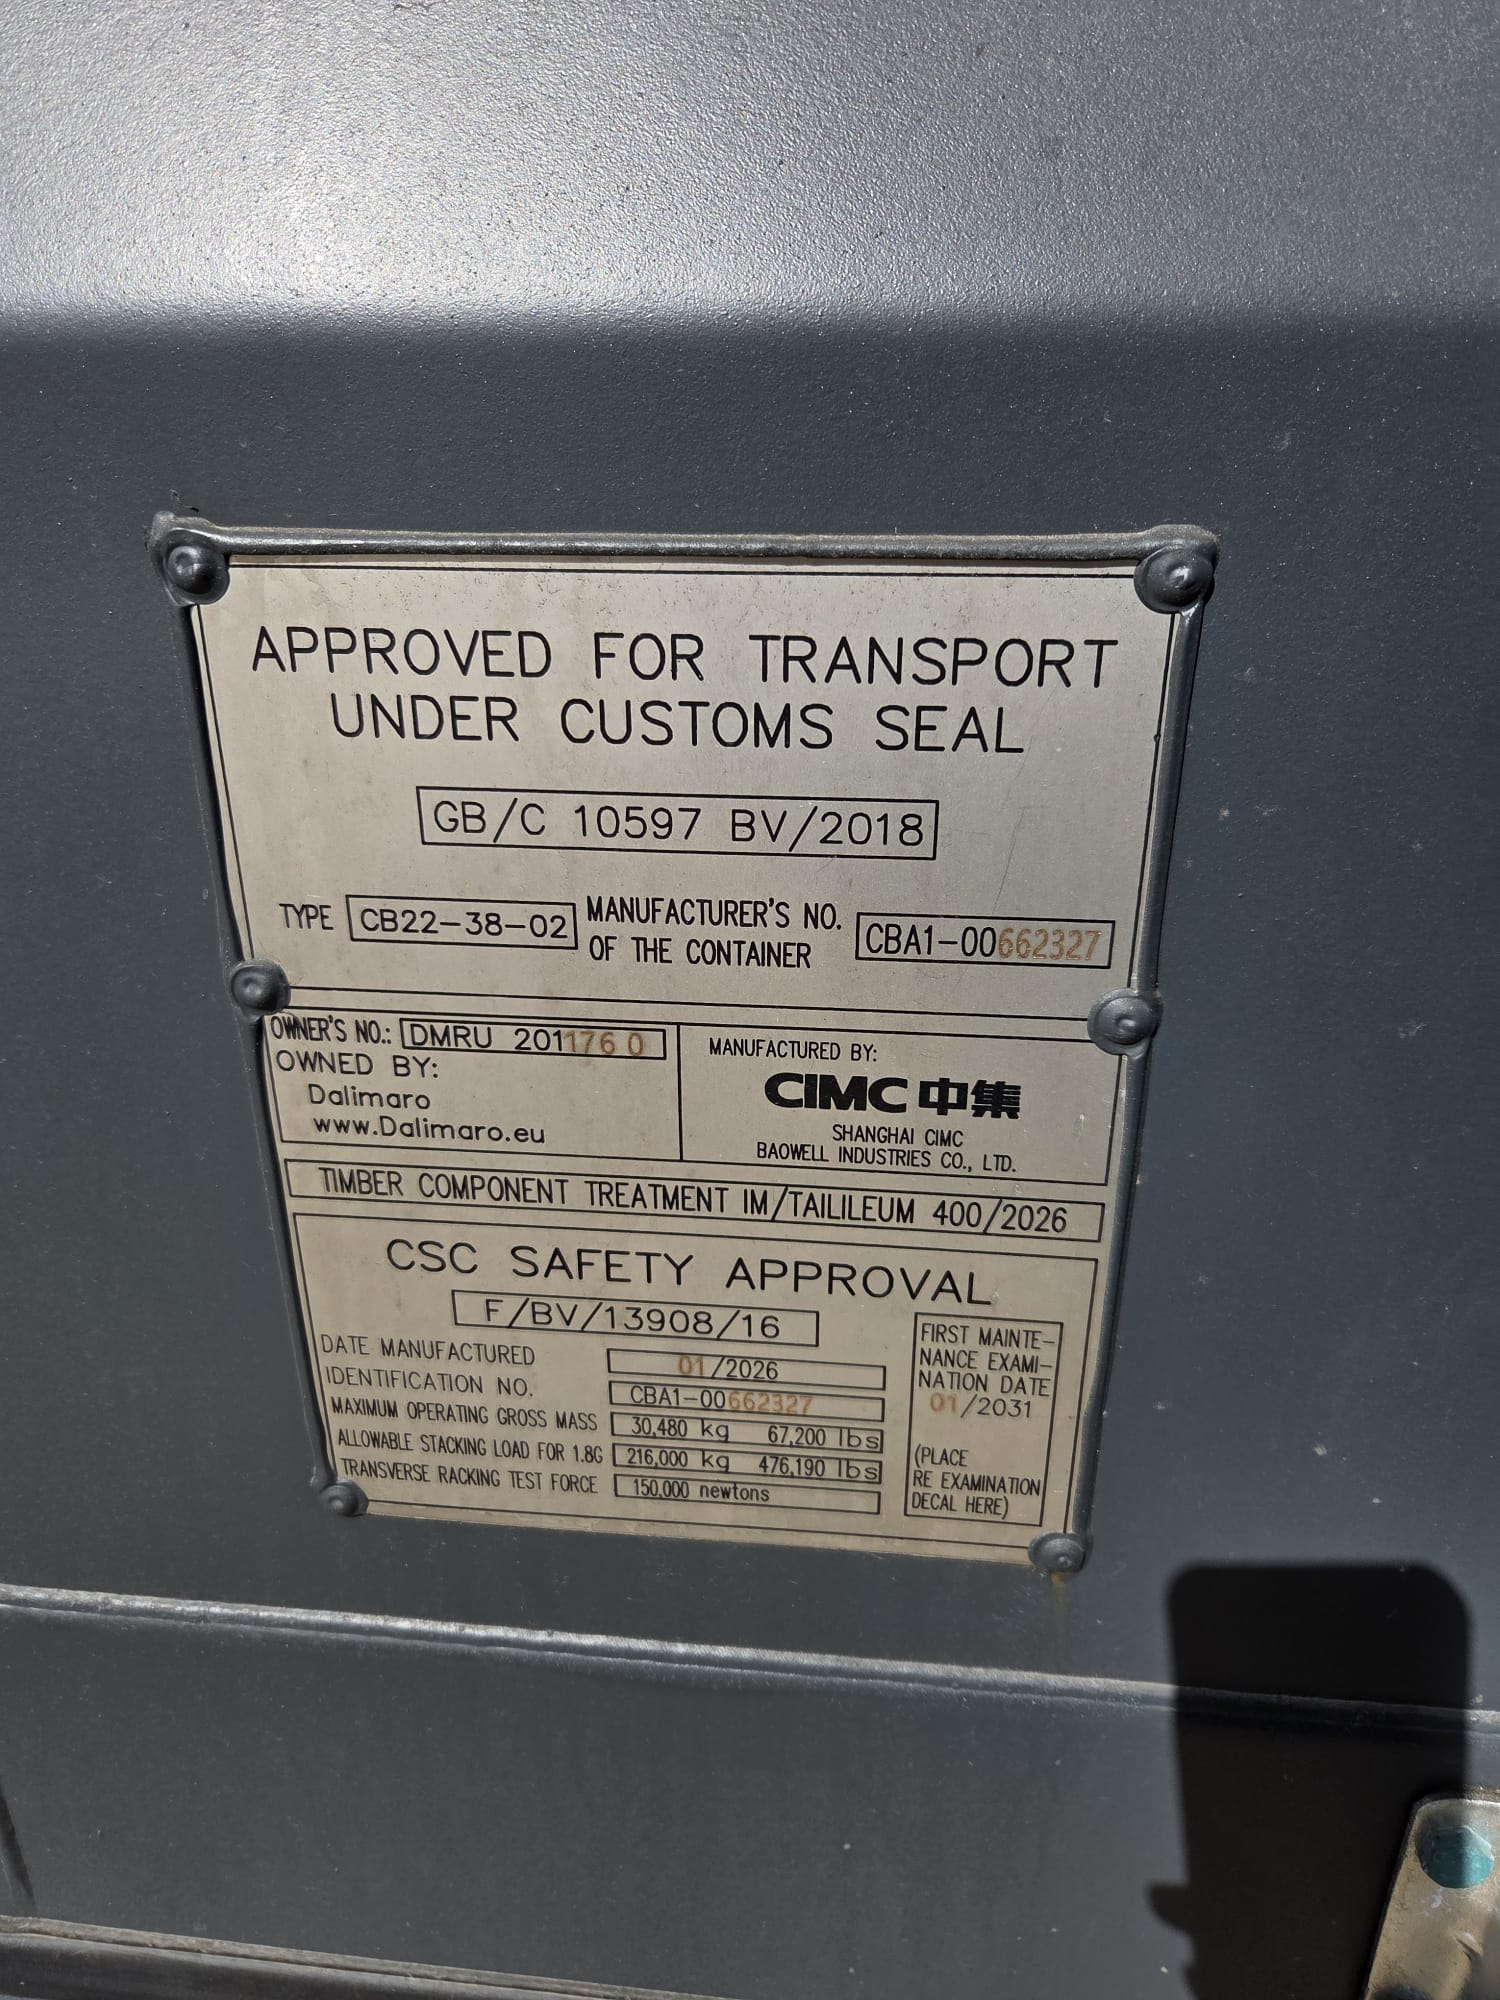 APPROVED FOR TRANSPORT
UNDER CUSTOMS SEAL
GB/C 10597 BV/2018
TYPE CB22-38-02 MANUFACTURER'S NO. OF THE CONTAINER CBA1-00662327
OWNER'S NO.: DMRU 201176 0
OWNED BY:
Dalimaro
www.Dalimaro.eu
MANUFACTURED BY:
CIMC 中集
SHANGHAI CIMC
BAOWELL INDUSTRIES CO., LTD.
TIMBER COMPONENT TREATMENT IM/TAILILEUM 400/2026
CSC SAFETY APPROVAL
F/BV/13908/16
DATE MANUFACTURED 01/2026
IDENTIFICATION NO. CBA1-00662327
MAXIMUM OPERATING GROSS MASS 30,480 kg 67,200 lbs
ALLOWABLE STACKING LOAD FOR 1.8G 216,000 kg 476,190 lbs
TRANSVERSE RACKING TEST FORCE 150,000 newtons
FIRST MAINTE-
NANCE EXAMI-
NATION DATE
01/2031
(PLACE
RE EXAMINATION
DECAL HERE)